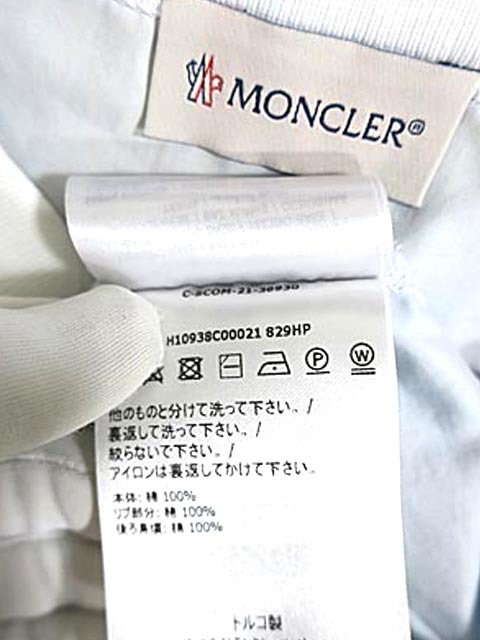 MONCLER®
C-SCOM-21-36930
H10938C00021 829HP
P
W
他のものと分けて洗って下さい。/
裏返して洗って下さい。/
絞らないで下さい。/
アイロンは裏返してかけて下さい。
本体: 綿 100%
リブ部分: 綿 100%
後ろ身頃: 綿 100%
トルコ製